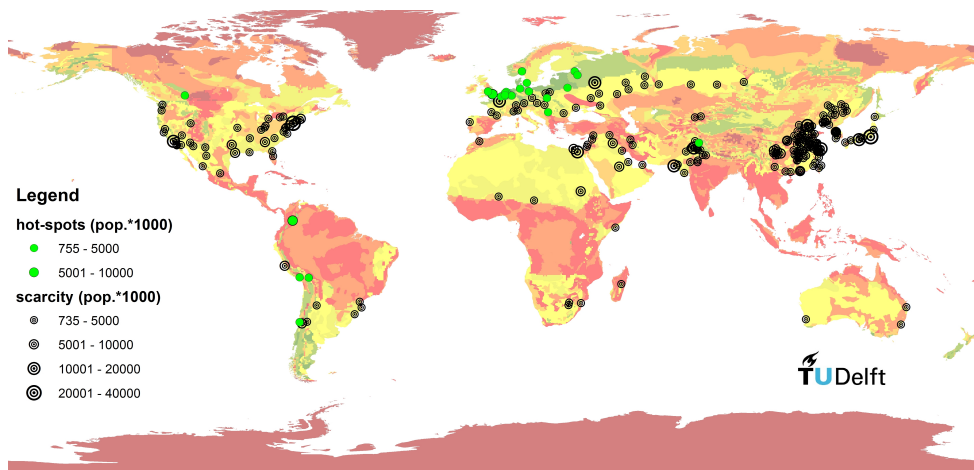 Legend
hot-spots (pop.*1000)
755 - 5000
5001 - 10000
scarcity (pop.*1000)
735 - 5000
5001 - 10000
10001 - 20000
20001 - 40000
TUDelft